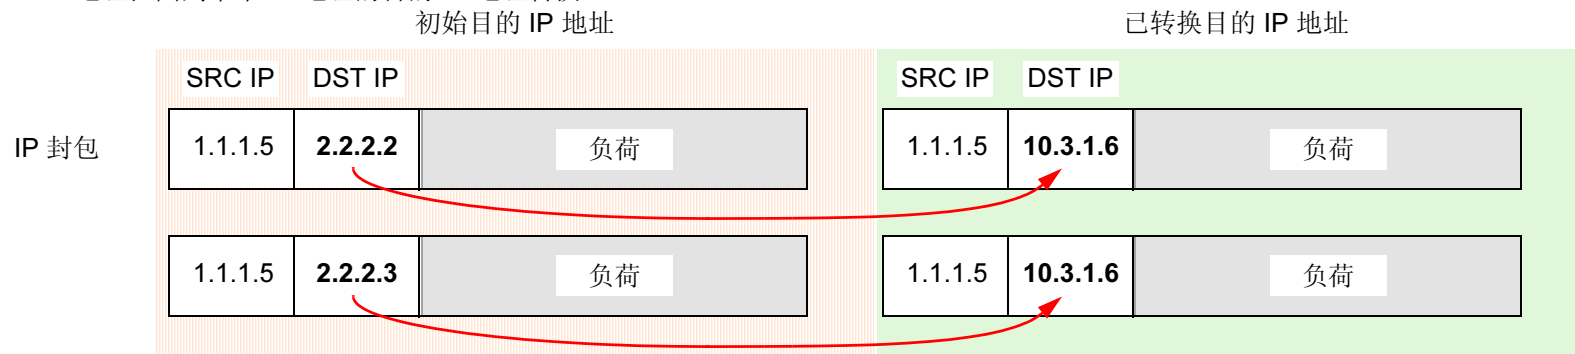 初始目的 IP 地址 已转换目的 IP 地址
SRC IP DST IP SRC IP DST IP
IP 封包 1.1.1.5 2.2.2.2 负荷 1.1.1.5 10.3.1.6 负荷
1.1.1.5 2.2.2.3 负荷 1.1.1.5 10.3.1.6 负荷